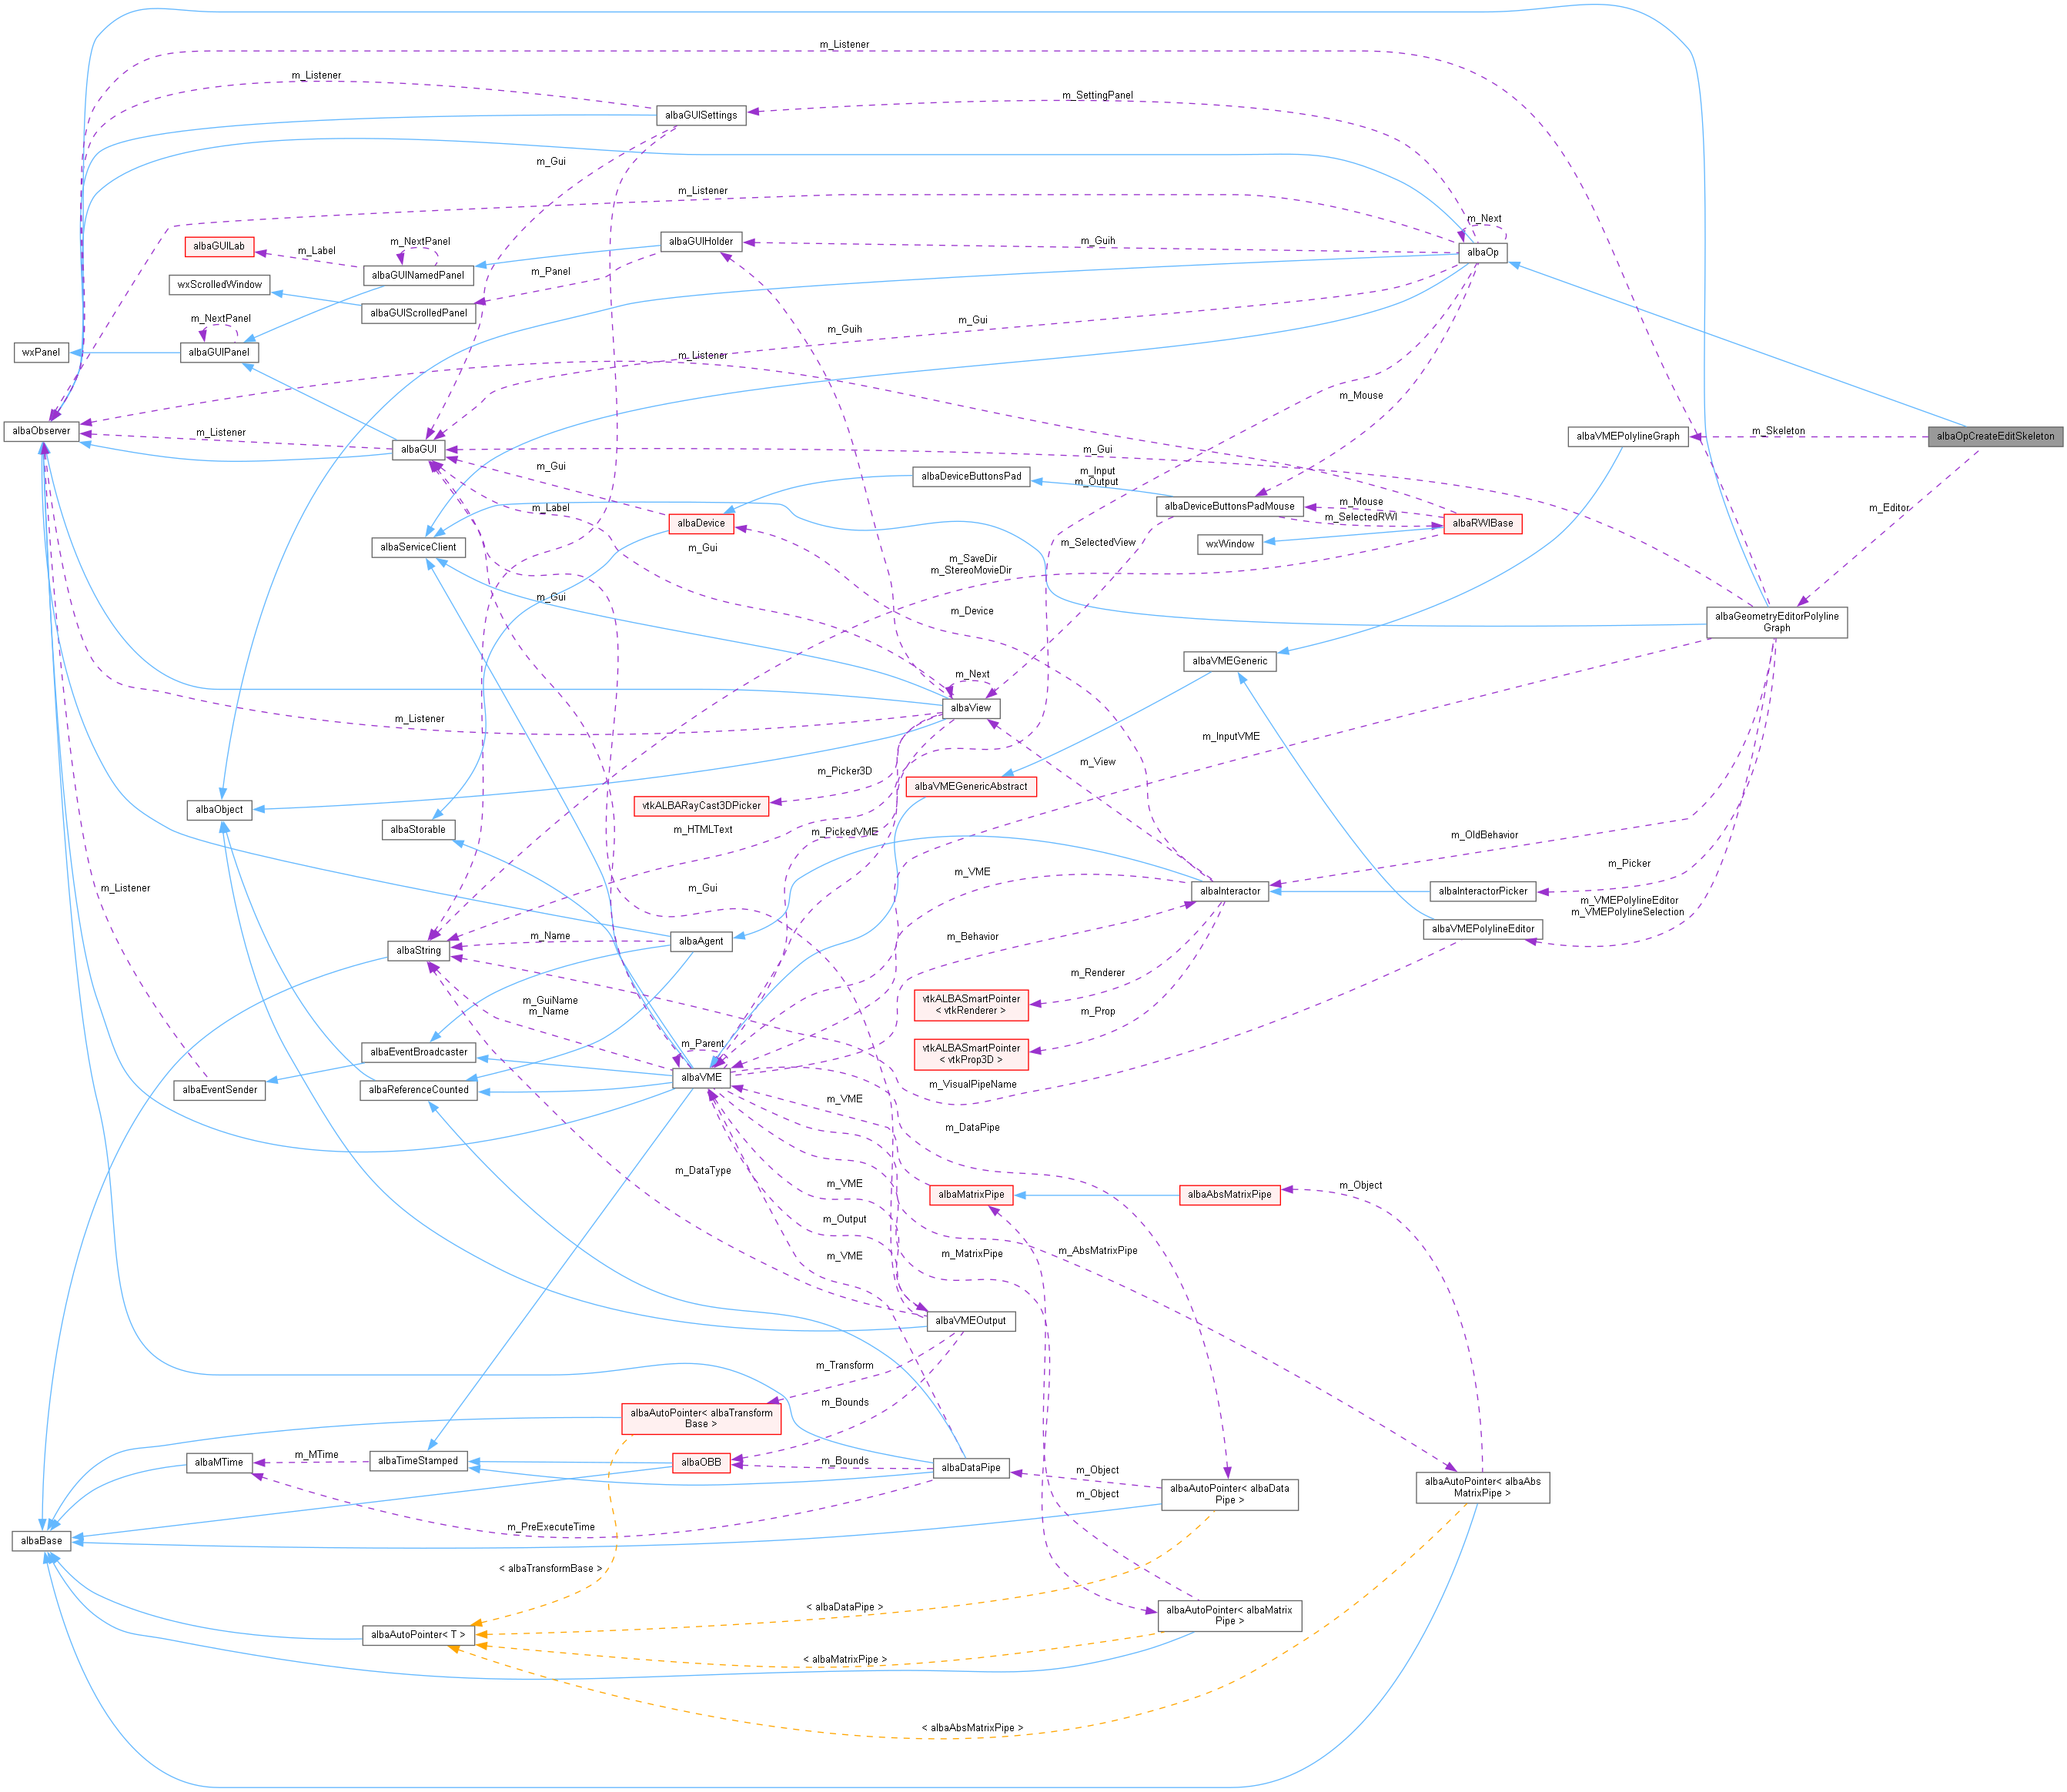 m_Listener
m_Listener
m_SettingPanel
albaGUISettings
m_Gui
m_Listener
m_Next
albaGUILab
m_Label
m_NextPanel
albaGUIHolder
m_Guih
albaOp
albaGUINamedPanel
m_Panel
wxScrolledWindow
albaGUIScrolledPanel
m_NextPanel
m_Guih
m_Gui
wxPanel
albaGUIPanel
m_Listener
m_Mouse
albaObserver
m_Listener
albaGUI
m_Gui
albaVMEPolylineGraph
m_Skeleton
albaOpCreateEditSkeleton
m_Gui
albaDeviceButtonsPad
m_Input
m_Output
m_Label
albaDevice
albaDeviceButtonsPadMouse
m_Mouse
m_SelectedRWI
albaRWIBase
m_Editor
albaServiceClient
m_Gui
m_SelectedView
wxWindow
m_SaveDir
m_StereoMovieDir
m_Gui
m_Device
albaGeometryEditorPolyline
Graph
albaVMEGeneric
m_Next
albaView
m_Listener
m_InputVME
m_View
m_Picker3D
albaVMEGenericAbstract
albaObject
vtkALBARayCast3DPicker
albaStorable
m_HTMLText
m_PickedVME
m_OldBehavior
m_Picker
m_Listener
m_Gui
m_VME
albaInteractor
albaInteractorPicker
m_VMEPolylineEditor
m_VMEPolylineSelection
albaVMEPolylineEditor
albaString
m_Name
albaAgent
m_Behavior
m_Renderer
m_GuiName
m_Name
vtkALBASmartPointer
< vtkRenderer >
m_Prop
m_Parent
albaEventBroadcaster
vtkALBASmartPointer
< vtkProp3D >
albaEventSender
albaReferenceCounted
albaVME
m_VisualPipeName
m_VME
m_DataPipe
m_DataType
m_VME
albaMatrixPipe
albaAbsMatrixPipe
m_Object
m_Output
m_VME
m_MatrixPipe
m_AbsMatrixPipe
albaVMEOutput
m_Transform
m_Bounds
albaAutoPointer< albaTransform
Base >
m_MTime
albaMTime
albaTimeStamped
albaOBB
m_Bounds
albaDataPipe
m_Object
m_Object
albaAutoPointer< albaData
Pipe >
albaAutoPointer< albaAbs
MatrixPipe >
m_PreExecuteTime
albaBase
< albaTransformBase >
< albaDataPipe >
albaAutoPointer< albaMatrix
Pipe >
albaAutoPointer< T >
< albaMatrixPipe >
< albaAbsMatrixPipe >